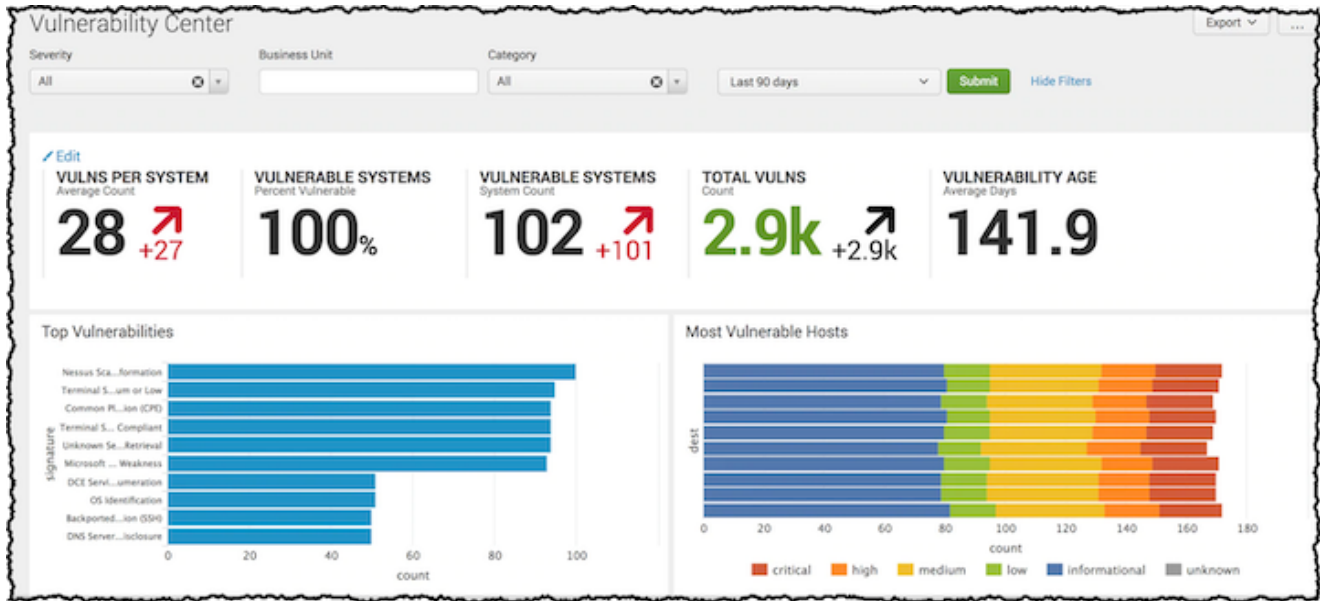 Vulnerability Center
Export
...
Severity
Business Unit
Category
All
All
Last 90 days
Submit
Hide Filters
Edit
VULNS PER SYSTEM
Average Count
28 +27
VULNERABLE SYSTEMS
Percent Vulnerable
100%
VULNERABLE SYSTEMS
System Count
102 +101
TOTAL VULNS
Count
2.9k +2.9k
VULNERABILITY AGE
Average Days
141.9
Top Vulnerabilities
signature
Nessus Sca...formation
Terminal S...um or Low
Common Pl...ion (CPE)
Terminal S... Compliant
Unknown Se...Retrieval
Microsoft ... Weakness
DCE Servi...umeration
OS Identification
Backported...ion (SSH)
DNS Server...isclosure
0 20 40 60 80 100
count
Most Vulnerable Hosts
dest
0 20 40 60 80 100 120 140 160 180
count
critical high medium low informational unknown